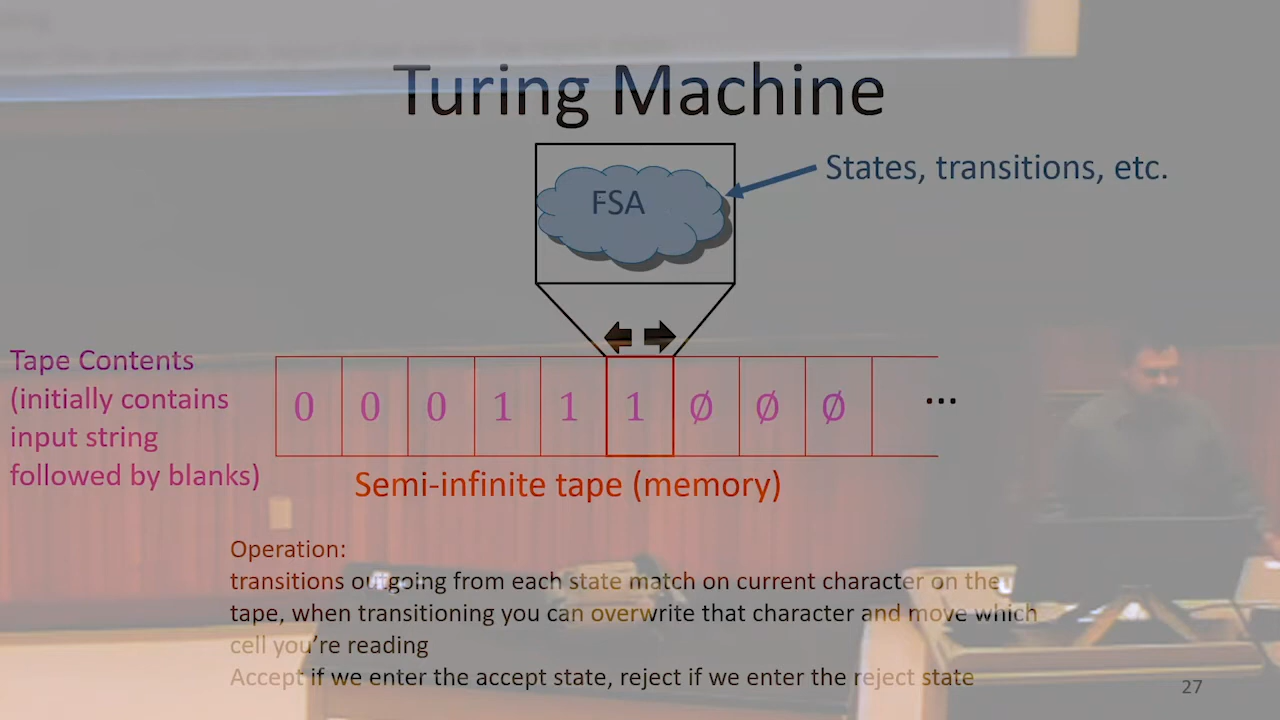 Turing Machine
FSA
States, transitions, etc.
Tape Contents
(initially contains
input string
followed by blanks)
0 0 0 1 1 1 ∅ ∅ ∅ ...
Semi-infinite tape (memory)
Operation:
transitions outgoing from each state match on current character on the
tape, when transitioning you can overwrite that character and move which
cell you're reading
Accept if we enter the accept state, reject if we enter the reject state
27